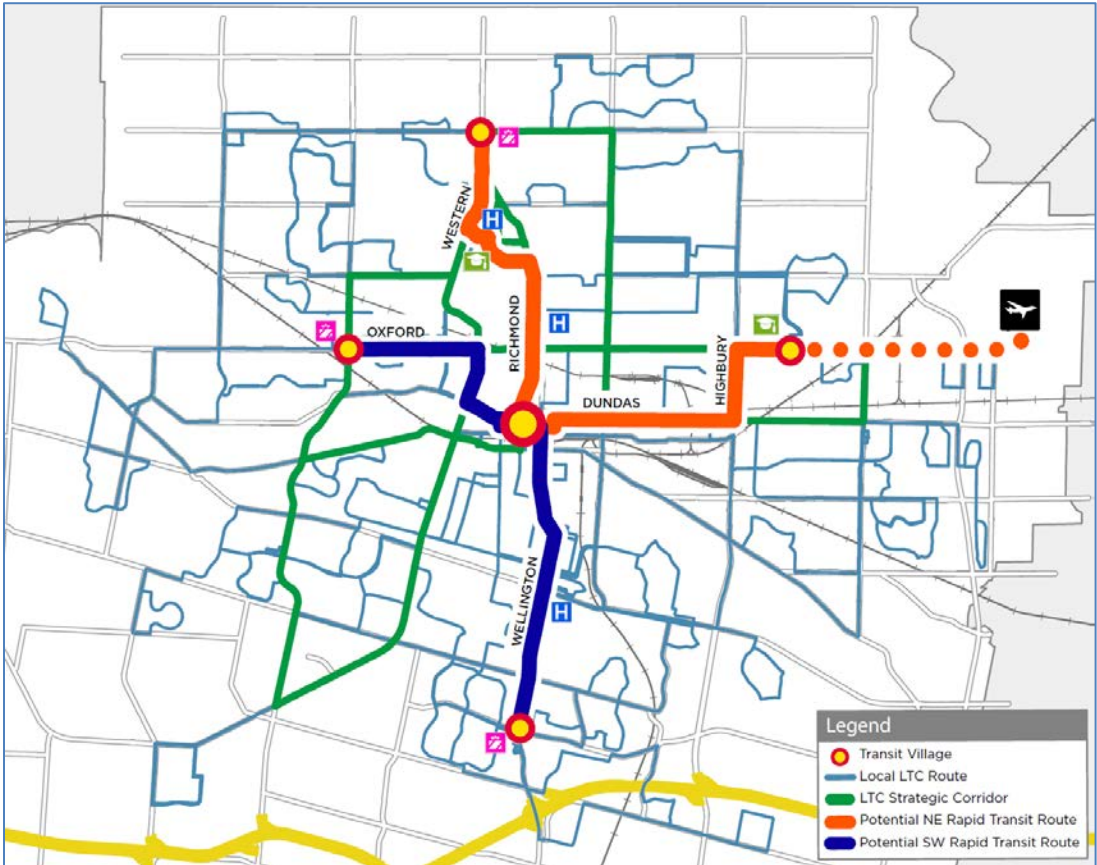 WESTERN
H
RICHMOND
H
OXFORD
HIGHBURY
DUNDAS
WELLINGTON
H
Legend
Transit Village
Local LTC Route
LTC Strategic Corridor
Potential NE Rapid Transit Route
Potential SW Rapid Transit Route